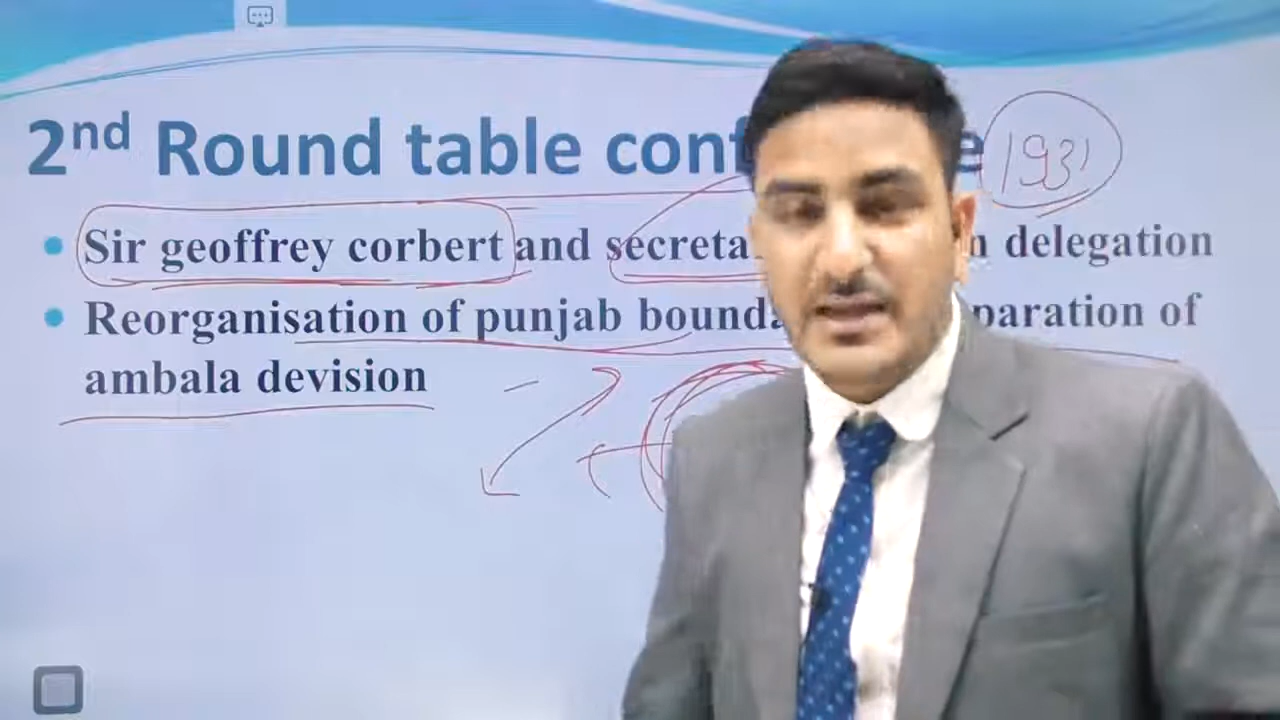 2nd Round table conf e 1931
Sir geoffrey corbert and secreta n delegation
Reorganisation of punjab bounda paration of
ambala devision